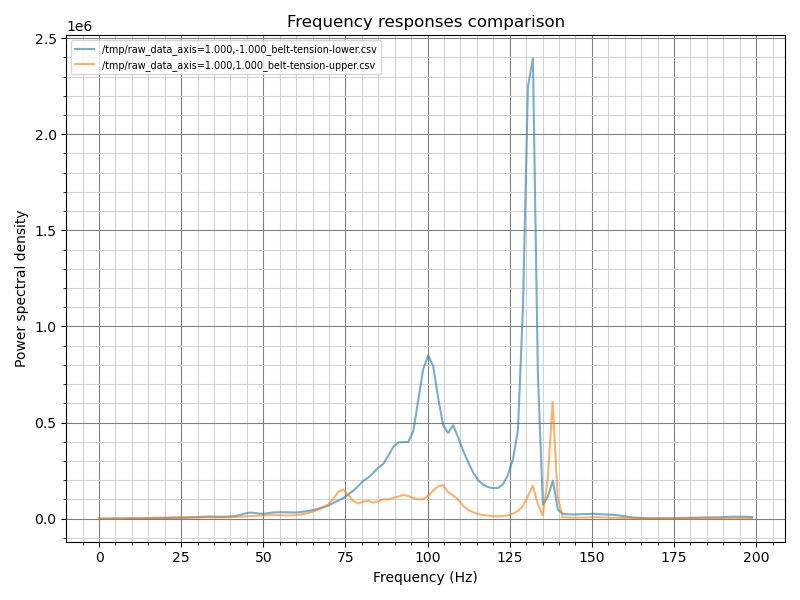 Frequency responses comparison
1e6
/tmp/raw_data_axis=1.000,-1.000_belt-tension-lower.csv
/tmp/raw_data_axis=1.000,1.000_belt-tension-upper.csv
2.5
2.0
1.5
1.0
0.5
0.0
Power spectral density
0 25 50 75 100 125 150 175 200
Frequency (Hz)